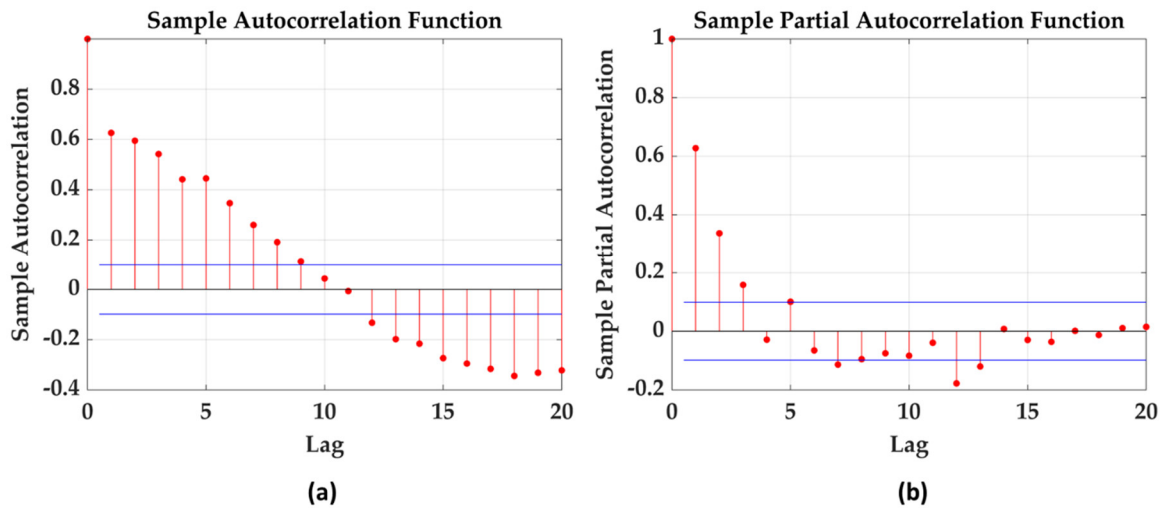 Sample Autocorrelation Function
Sample Autocorrelation
0.8
0.6
0.4
0.2
0
-0.2
-0.4
0 5 10 15 20
Lag
(a)
Sample Partial Autocorrelation Function
Sample Partial Autocorrelation
1
0.8
0.6
0.4
0.2
0
-0.2
0 5 10 15 20
Lag
(b)